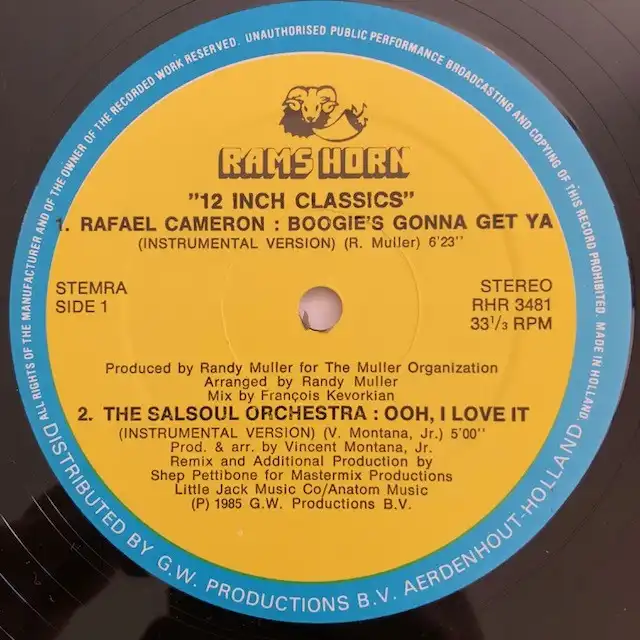 ALL RIGHTS OF THE MANUFACTURER AND OF THE OWNER OF THE RECORDED WORK RESERVED. UNAUTHORISED PUBLIC PERFORMANCE BROADCASTING AND COPYING OF THIS RECORD PROHIBITED. MADE IN HOLLAND
RAMS HORN
"12 INCH CLASSICS"
1. RAFAEL CAMERON : BOOGIE'S GONNA GET YA
(INSTRUMENTAL VERSION) (R. Muller) 6'23''
STEMRA
SIDE 1
STEREO
RHR 3481
33 1/3 RPM
Produced by Randy Muller for The Muller Organization
Arranged by Randy Muller
Mix by François Kevorkian
2. THE SALSOUL ORCHESTRA : OOH, I LOVE IT
(INSTRUMENTAL VERSION) (V. Montana, Jr.) 5'00''
Prod. & arr. by Vincent Montana, Jr.
Remix and Additional Production by
Shep Pettibone for Mastermix Productions
Little Jack Music Co/Anatom Music
(P) 1985 G.W. Productions B.V.
DISTRIBUTED BY G.W. PRODUCTIONS B.V. AERDENHOUT-HOLLAND